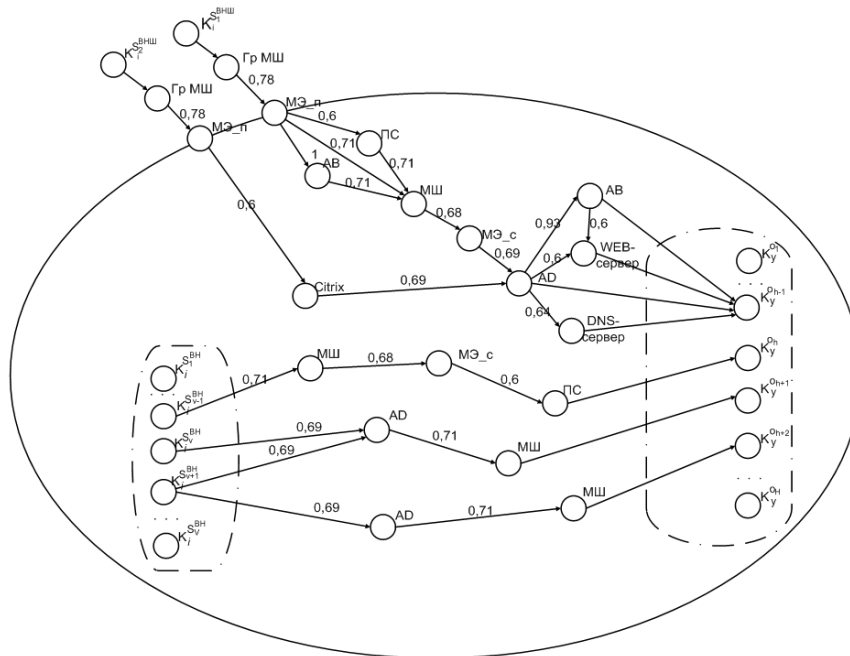 K_i^{S_1^{ВНШ}}
K_i^{S_2^{ВНШ}}
Гр МШ
0,78
Гр МШ
0,78
МЭ_п
0,6
МЭ_п
ПС
0,71
0,71
1
АВ
0,71
МШ
0,68
АВ
0,6
МЭ_с
0,93
0,6
0,69
WEB-
сервер
0,6
K_y^{o_1}
. . . .
Citrix
0,69
AD
K_y^{o_{h-1}}
0,64
DNS-
сервер
МШ
0,68
МЭ_с
K_y^{o_h}
K_i^{S_1^{ВН}}
. . . .
0,71
0,6
ПС
K_i^{S_{v-1}^{ВН}}
K_y^{o_{h+1}}
AD
0,69
0,71
K_i^{S_v^{ВН}}
0,69
МШ
K_y^{o_{h+2}}
K_i^{S_{v+1}^{ВН}}
. . . .
0,69
AD
0,71
МШ
. . . .
K_y^{o_H}
K_i^{S_V^{ВН}}